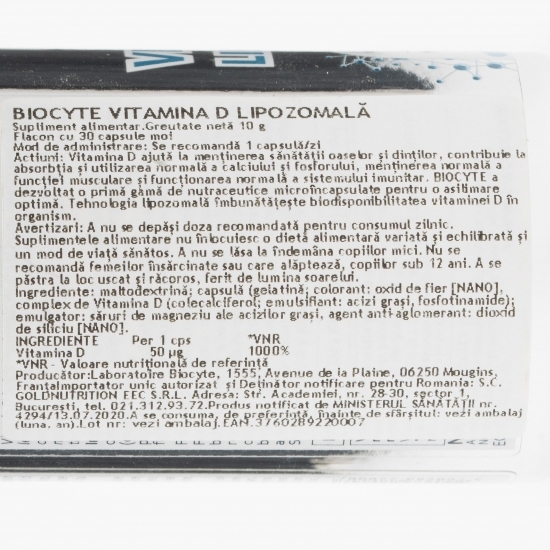 BIOCYTE VITAMINA D LIPOZOMALĂ
Supliment alimentar.Greutate netă 10 g
Flacon cu 30 capsule moi
Mod de administrare: Se recomandă 1 capsulă/zi
Actiuni: Vitamina D ajută la menținerea sănătății oaselor și dinților, contribuie la
absorbția și utilizarea normală a calciului și fosforului, menținerea normală a
funcției musculare și funcționarea normală a sistemului imunitar. BIOCYTE a
dezvoltat o primă gamă de nutraceutice microîncapsulate pentru o asimilare
optimă. Tehnologia lipozomală îmbunătățește biodisponibilitatea vitaminei D în
organism.
Avertizari: A nu se depăși doza recomandată pentru consumul zilnic.
Suplimentele alimentare nu înlocuiesc o dietă alimentară variată și echilibrată și
un mod de viață sănătos. A nu se lăsa la îndemâna copiilor mici. Nu se
recomandă femeilor însărcinate sau care alăptează, copiilor sub 12 ani. A se
păstra la loc uscat și răcoros, ferit de lumina soarelui.
Ingrediente: maltodextrină; capsulă (gelatină; colorant: oxid de fier [NANO],
complex de Vitamina D (colecalciferol; emulsifiant: acizi grași, fosfotinamide);
emulgator: săruri de magneziu ale acizilor grași, agent anti-aglomerant: dioxid
de siliciu [NANO].
INGREDIENTE Per 1 cps *VNR
Vitamina D 50 µg 1000%
*VNR - Valoare nutrițională de referință
Producător:Laboratoire Biocyte, 1555, Avenue de la Plaine, 06250 Mougins,
Franța Importator unic autorizat și Deținător notificare pentru Romania: S.C.
GOLDNUTRITION EEC S.R.L. Adresa: Str. Academiei, nr. 28-30, sector 1,
București, tel. 021.312.93.72.Produs notificat de MINISTERUL SĂNĂTĂȚII nr.
4294/13.07.2020.A se consuma, de preferință, înainte de sfârșitul: vezi ambalaj
(luna, an).Lot nr: vezi ambalaj.EAN.3760289220007